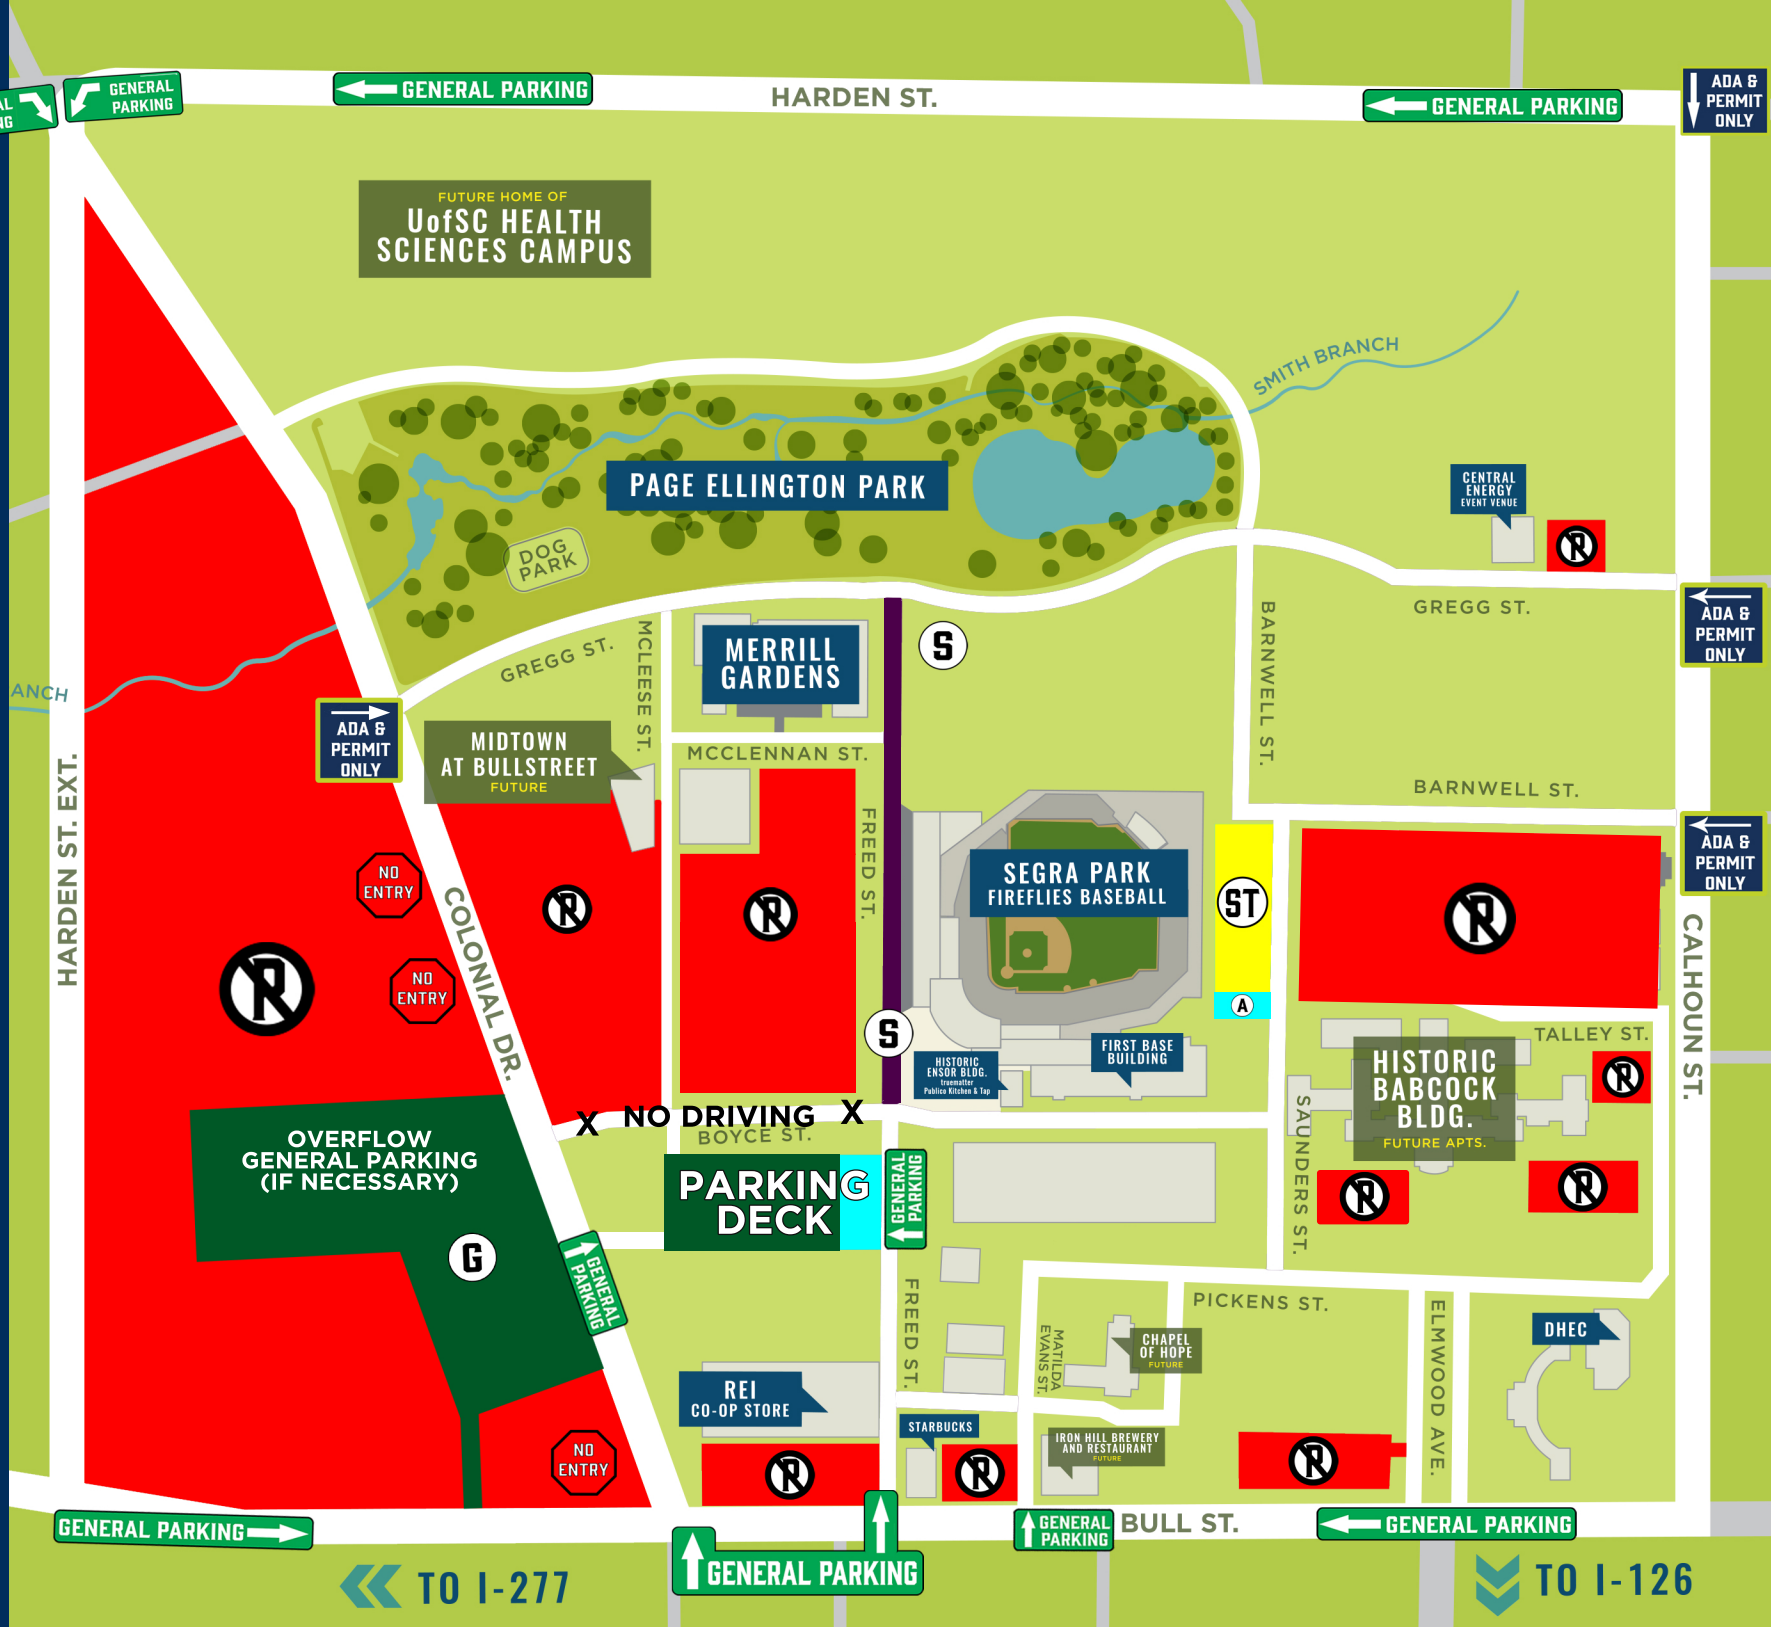 GENERAL
PARKING
GENERAL PARKING
HARDEN ST.
GENERAL PARKING
ADA &
PERMIT
ONLY
AL
NG
FUTURE HOME OF
UofSC HEALTH
SCIENCES CAMPUS
SMITH BRANCH
PAGE ELLINGTON PARK
DOG
PARK
CENTRAL
ENERGY
EVENT VENUE
R
GREGG ST.
ADA &
PERMIT
ONLY
GREGG ST.
MCLEESE ST.
MERRILL
GARDENS
S
BARNWELL ST.
ANCH
ADA &
PERMIT
ONLY
MIDTOWN
AT BULLSTREET
FUTURE
MCCLENNAN ST.
BARNWELL ST.
ADA &
PERMIT
ONLY
HARDEN ST. EXT.
NO
ENTRY
R
R
FREED ST.
SEGRA PARK
FIREFLIES BASEBALL
ST
R
CALHOUN ST.
R
NO
ENTRY
COLONIAL DR.
A
S
HISTORIC
ENSOR BLDG.
truematter
Publico Kitchen & Tap
FIRST BASE
BUILDING
TALLEY ST.
HISTORIC
BABCOCK
BLDG.
FUTURE APTS.
R
X NO DRIVING X
BOYCE ST.
SAUNDERS ST.
OVERFLOW
GENERAL PARKING
(IF NECESSARY)
PARKING
DECK
GENERAL
PARKING
R
R
G
GENERAL
PARKING
FREED ST.
PICKENS ST.
ELMWOOD AVE.
MATILDA
EVANS ST.
CHAPEL
OF HOPE
FUTURE
DHEC
REI
CO-OP STORE
STARBUCKS
IRON HILL BREWERY
AND RESTAURANT
FUTURE
NO
ENTRY
R
R
R
GENERAL PARKING
GENERAL
PARKING
BULL ST.
GENERAL PARKING
GENERAL PARKING
TO I-277
TO I-126